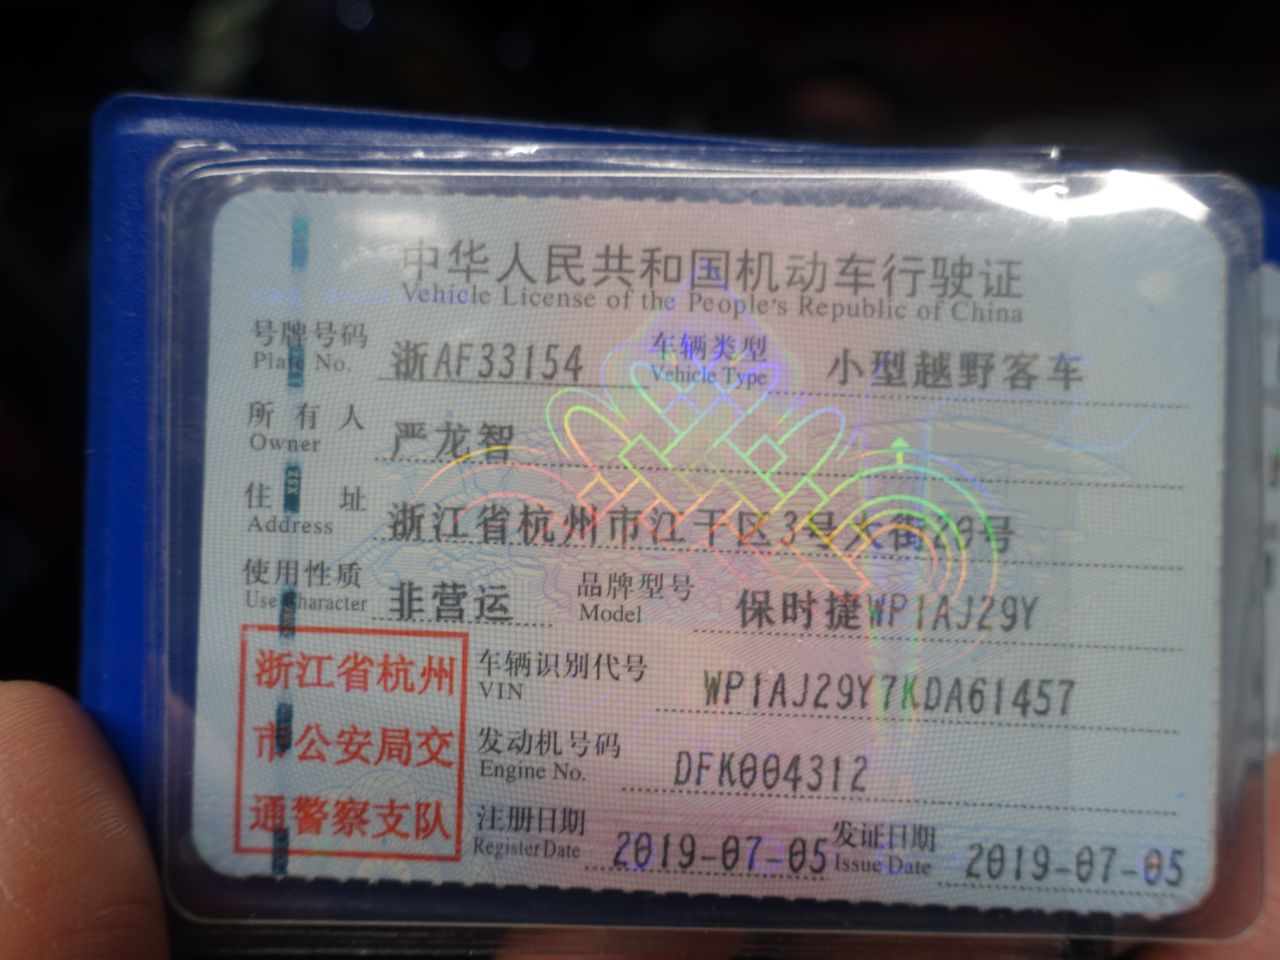 中华人民共和国机动车行驶证
Vehicle License of the People's Republic of China
号牌号码 浙AF33154 车辆类型 小型越野客车
Plate No. Vehicle Type
所有人 严龙智
Owner
住址 浙江省杭州市江干区3号大街20号
Address
使用性质 非营运 品牌型号 保时捷WP1AJ29Y
Use Character Model
浙江省杭州
市公安局交
通警察支队
车辆识别代号 WP1AJ29Y7KDA61457
VIN
发动机号码 DFK004312
Engine No.
注册日期 2019-07-05 发证日期 2019-07-05
Register Date Issue Date